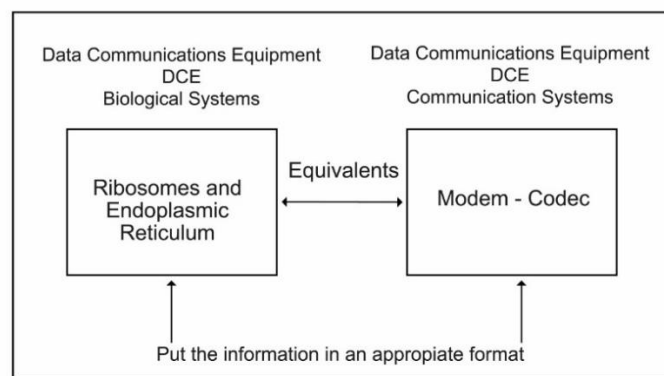 Data Communications Equipment
DCE
Biological Systems
Data Communications Equipment
DCE
Communication Systems
Ribosomes and
Endoplasmic
Reticulum
Equivalents
Modem - Codec
Put the information in an appropiate format